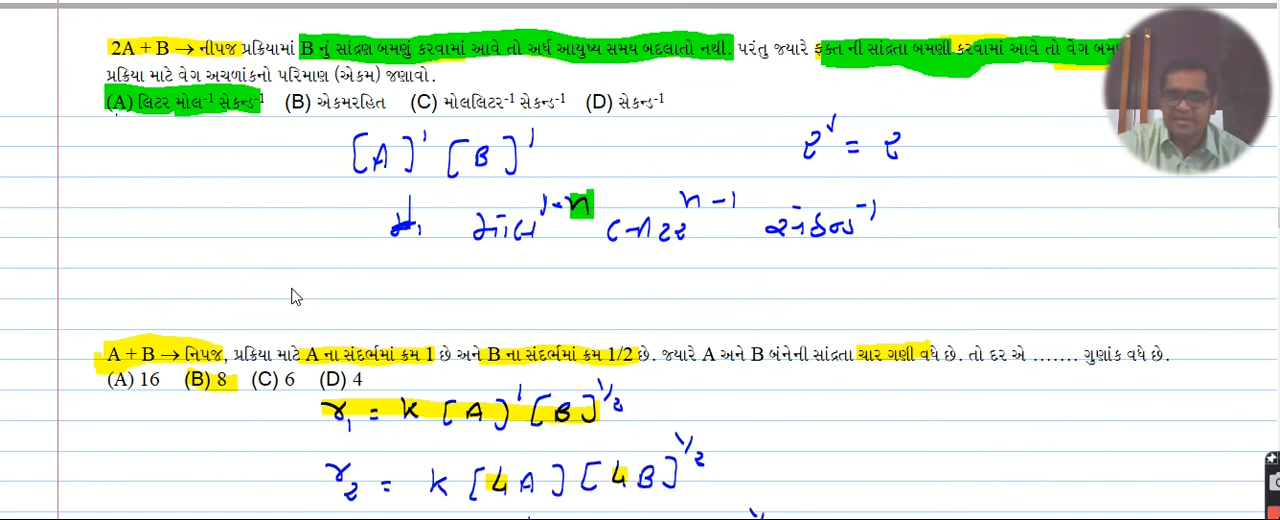 2A + B → નીપજ પ્રક્રિયામાં B નું સાંદ્રણ બમણું કરવામાં આવે તો અર્ધ આયુષ્ય સમય બદલાતો નથી. પરંતુ જ્યારે ફક્ત ની સાંદ્રતા બમણી કરવામાં આવે તો વેગ
પ્રક્રિયા માટે વેગ અચળાંકનો પરિમાણ (એકમ) જણાવો.
(A) લિટર મોલ⁻¹ સેકન્ડ⁻¹ (B) એકમરહિત (C) મોલલિટર⁻¹ સેકન્ડ⁻¹ (D) સેકન્ડ⁻¹
[A]¹ [B]¹
મોલ¹⁻ⁿ લીટરⁿ⁻¹ સેકન્ડ⁻¹
A + B → નિપજ, પ્રક્રિયા માટે A ના સંદર્ભમાં ક્રમ 1 છે અને B ના સંદર્ભમાં ક્રમ 1/2 છે. જ્યારે A અને B બંનેની સાંદ્રતા ચાર ગણી વધે છે. તો દર એ ....... ગુણાંક વધે છે.
(A) 16 (B) 8 (C) 6 (D) 4
r₁ = K [A]¹ [B]^1/2
r₂ = K [4A] [4B]^1/2